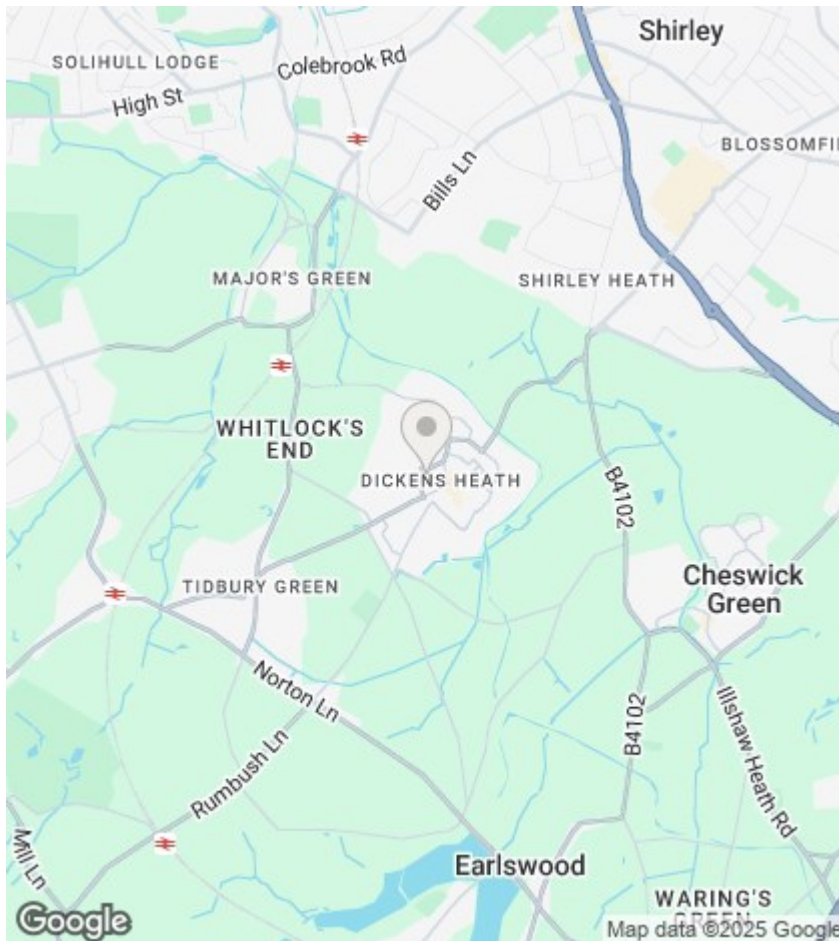 Shirley
SOLIHULL LODGE
Colebrook Rd
High St
BLOSSOMFI
Bills Ln
MAJOR'S GREEN
SHIRLEY HEATH
WHITLOCK'S
END
DICKENS HEATH
B4102
TIDBURY GREEN
Cheswick
Green
Norton Ln
B4102
Illshaw Heath Rd
Rumbush Ln
Mill Ln
Earlswood
WARING'S
GREEN
Google
Map data ©2025 Google